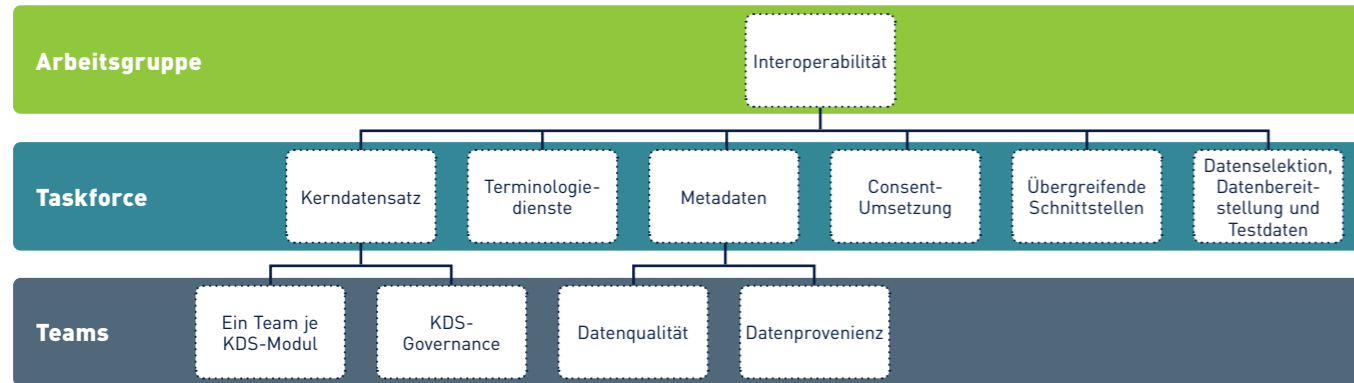 Arbeitsgruppe
Interoperabilität
Taskforce
Kerndatensatz
Terminologie-
dienste
Metadaten
Consent-
Umsetzung
Übergreifende
Schnittstellen
Datenselektion,
Datenbereit-
stellung und
Testdaten
Teams
Ein Team je
KDS-Modul
KDS-
Governance
Datenqualität
Datenprovenienz